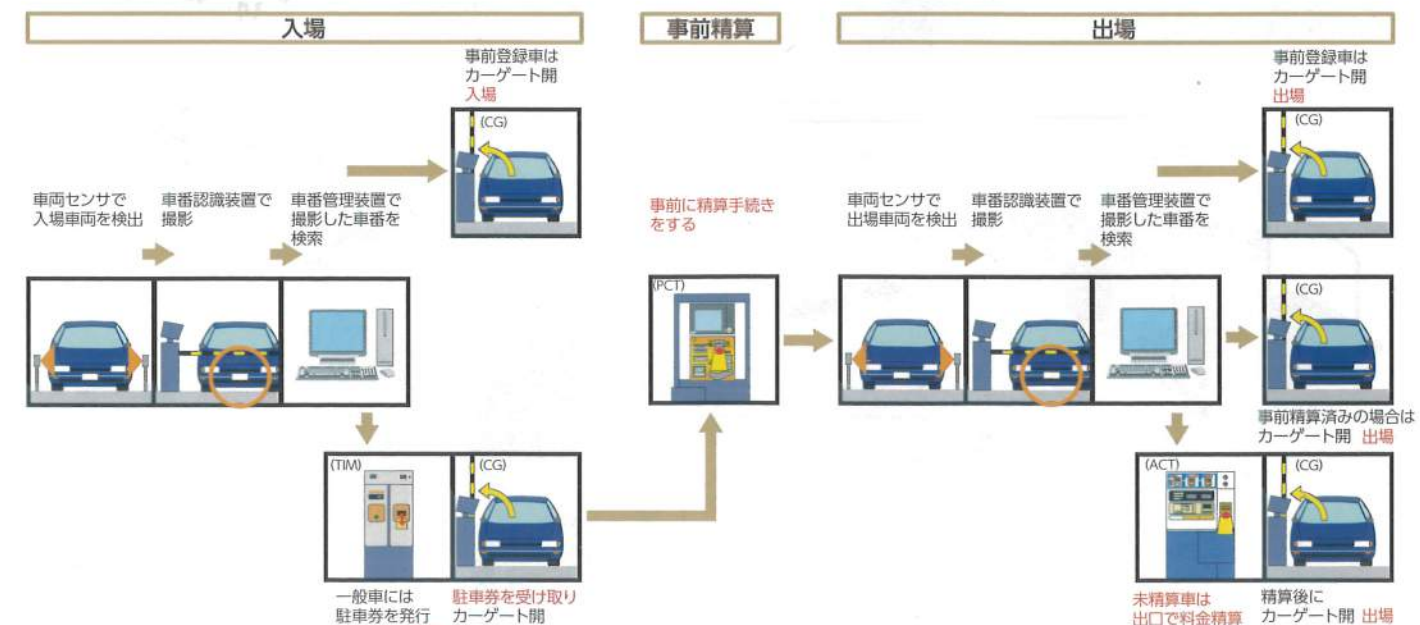 入場
事前精算
出場
事前登録車は
カーゲート開
入場
(CG)
車両センサで
入場車両を検出
車番認識装置で
撮影
車番管理装置で
撮影した車番を
検索
(TIM)
一般車には
駐車券を発行
(CG)
駐車券を受け取り
カーゲート開
事前に精算手続き
をする
(PCT)
事前登録車は
カーゲート開
出場
(CG)
車両センサで
出場車両を検出
車番認識装置で
撮影
車番管理装置で
撮影した車番を
検索
(CG)
事前精算済みの場合は
カーゲート開 出場
(ACT)
未精算車は
出口で料金精算
(CG)
精算後に
カーゲート開 出場